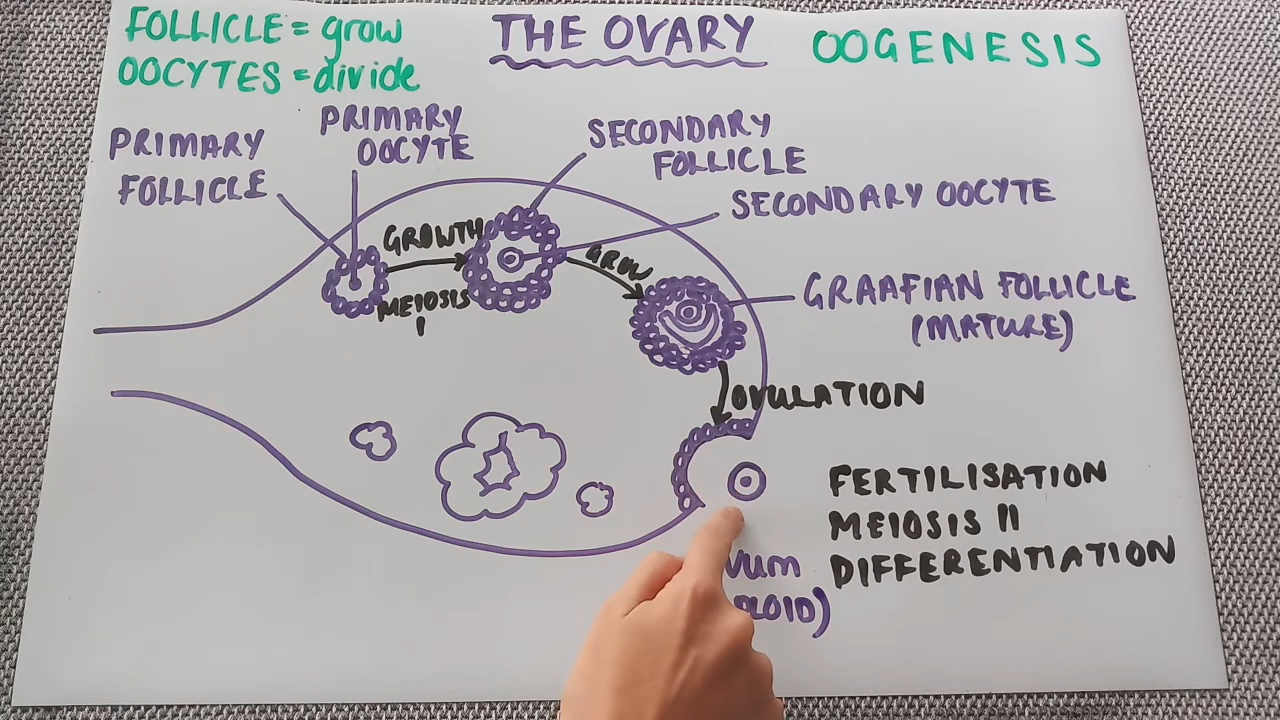 FOLLICLE = grow
OOCYTES = divide
THE OVARY
OOGENESIS
PRIMARY
FOLLICLE
PRIMARY
OOCYTE
SECONDARY
FOLLICLE
SECONDARY OOCYTE
GROWTH
MEIOSIS
I
GROW
GRAAFIAN FOLLICLE
(MATURE)
OVULATION
FERTILISATION
MEIOSIS II
DIFFERENTIATION